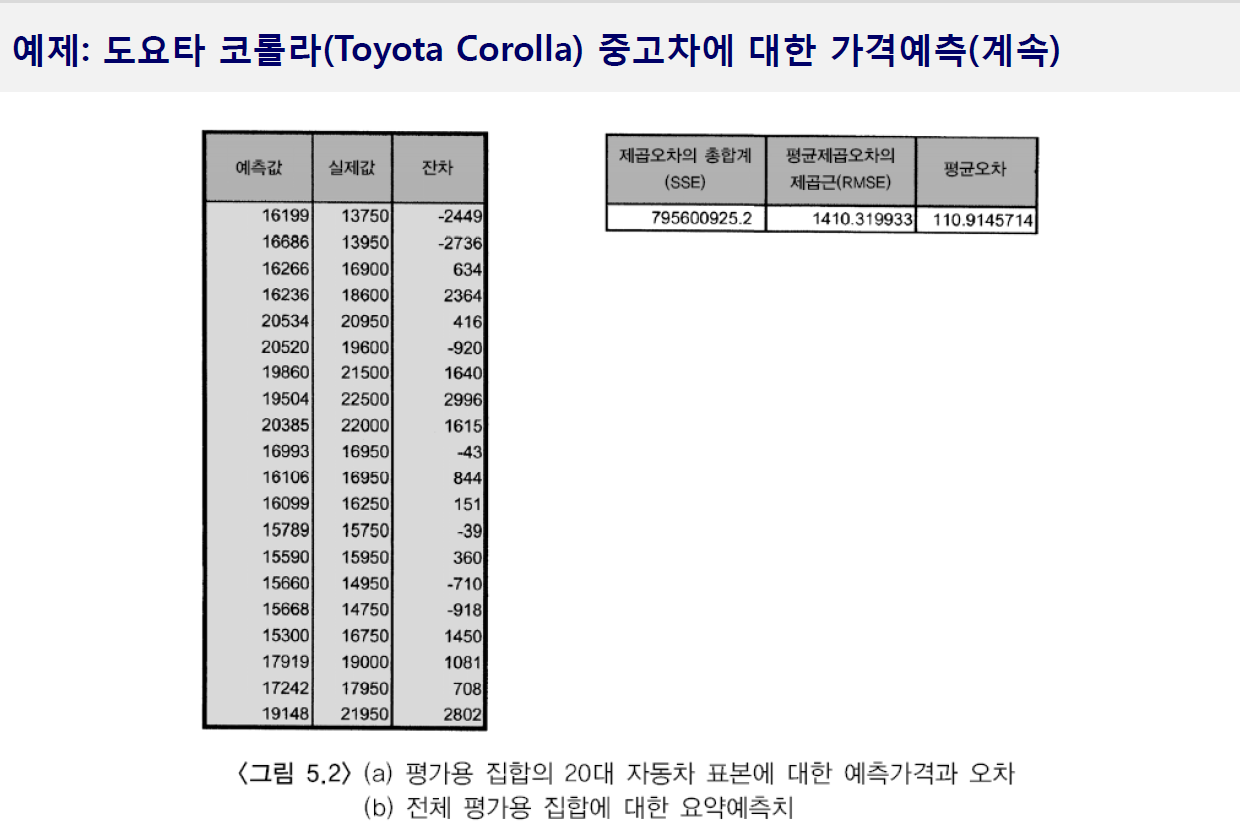 예제: 도요타 코롤라(Toyota Corolla) 중고차에 대한 가격예측(계속)
예측값 실제값 잔차
16199 13750 -2449
16686 13950 -2736
16266 16900 634
16236 18600 2364
20534 20950 416
20520 19600 -920
19860 21500 1640
19504 22500 2996
20385 22000 1615
16993 16950 -43
16106 16950 844
16099 16250 151
15789 15750 -39
15590 15950 360
15660 14950 -710
15668 14750 -918
15300 16750 1450
17919 19000 1081
17242 17950 708
19148 21950 2802
제곱오차의 총합계
(SSE)
평균제곱오차의
제곱근(RMSE)
평균오차
795600925.2 1410.319933 110.9145714
<그림 5.2> (a) 평가용 집합의 20대 자동차 표본에 대한 예측가격과 오차
(b) 전체 평가용 집합에 대한 요약예측치